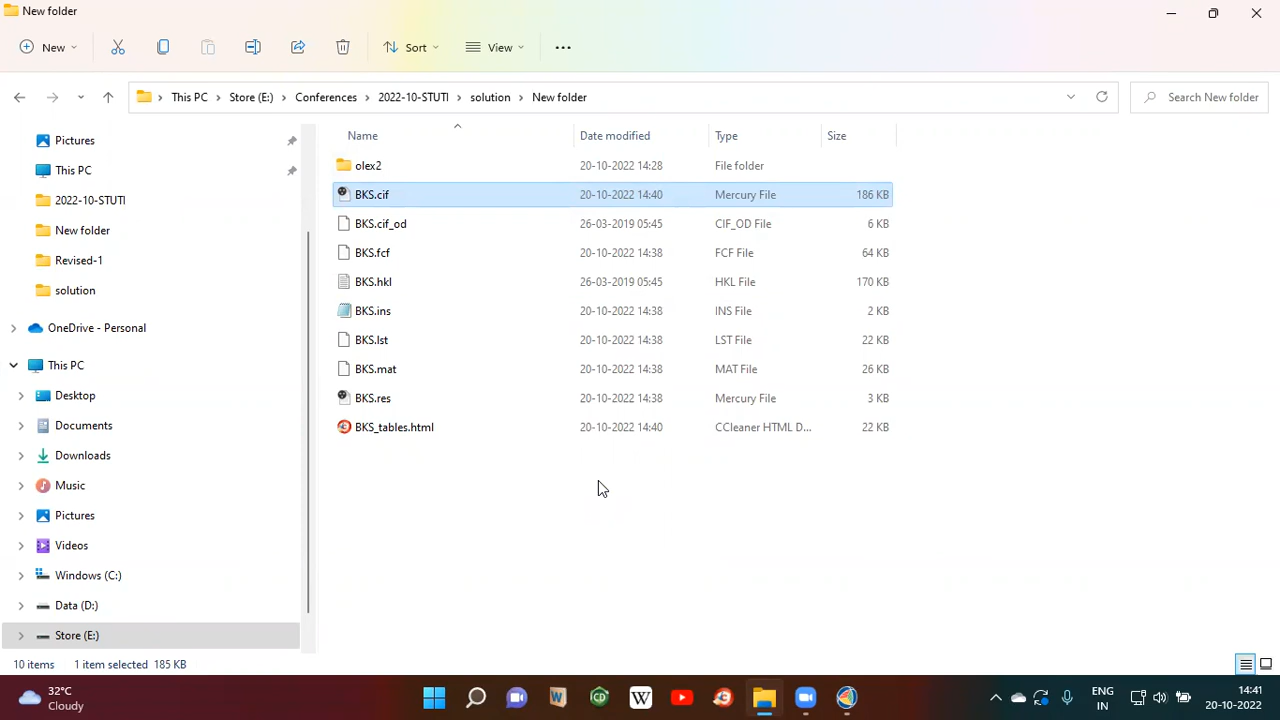 New folder
New
Sort
View
This PC > Store (E:) > Conferences > 2022-10-STUTI > solution > New folder
Search New folder
Name Date modified Type Size
Pictures
This PC
2022-10-STUTI
New folder
Revised-1
solution
OneDrive - Personal
This PC
Desktop
Documents
Downloads
Music
Pictures
Videos
Windows (C:)
Data (D:)
Store (E:)
olex2 20-10-2022 14:28 File folder
BKS.cif 20-10-2022 14:40 Mercury File 186 KB
BKS.cif_od 26-03-2019 05:45 CIF_OD File 6 KB
BKS.fcf 20-10-2022 14:38 FCF File 64 KB
BKS.hkl 26-03-2019 05:45 HKL File 170 KB
BKS.ins 20-10-2022 14:38 INS File 2 KB
BKS.lst 20-10-2022 14:38 LST File 22 KB
BKS.mat 20-10-2022 14:38 MAT File 26 KB
BKS.res 20-10-2022 14:38 Mercury File 3 KB
BKS_tables.html 20-10-2022 14:40 CCleaner HTML D... 22 KB
10 items 1 item selected 185 KB
32°C
Cloudy
W
CD
W
ENG
IN
14:41
20-10-2022